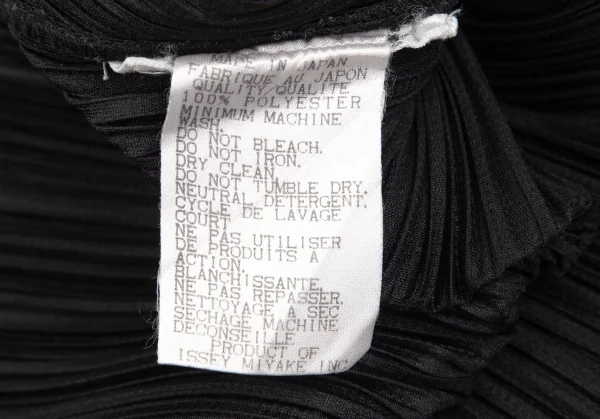 MADE IN JAPAN
FABRIQUE AU JAPON
QUALITY/QUALITE
100% POLYESTER
MINIMUM MACHINE
WASH.
DO NOT BLEACH.
DO NOT IRON.
DRY CLEAN
DO NOT TUMBLE DRY.
NEUTRAL DETERGENT.
CYCLE DE LAVAGE
COURT
NE PAS UTILISER
DE PRODUITS A
ACTION.
BLANCHISSANTE.
NE PAS REPASSER.
NETTOYAGE A SEC
SECHAGE MACHINE
DECONSEILLE
PRODUCT OF
ISSEY MIYAKE INC